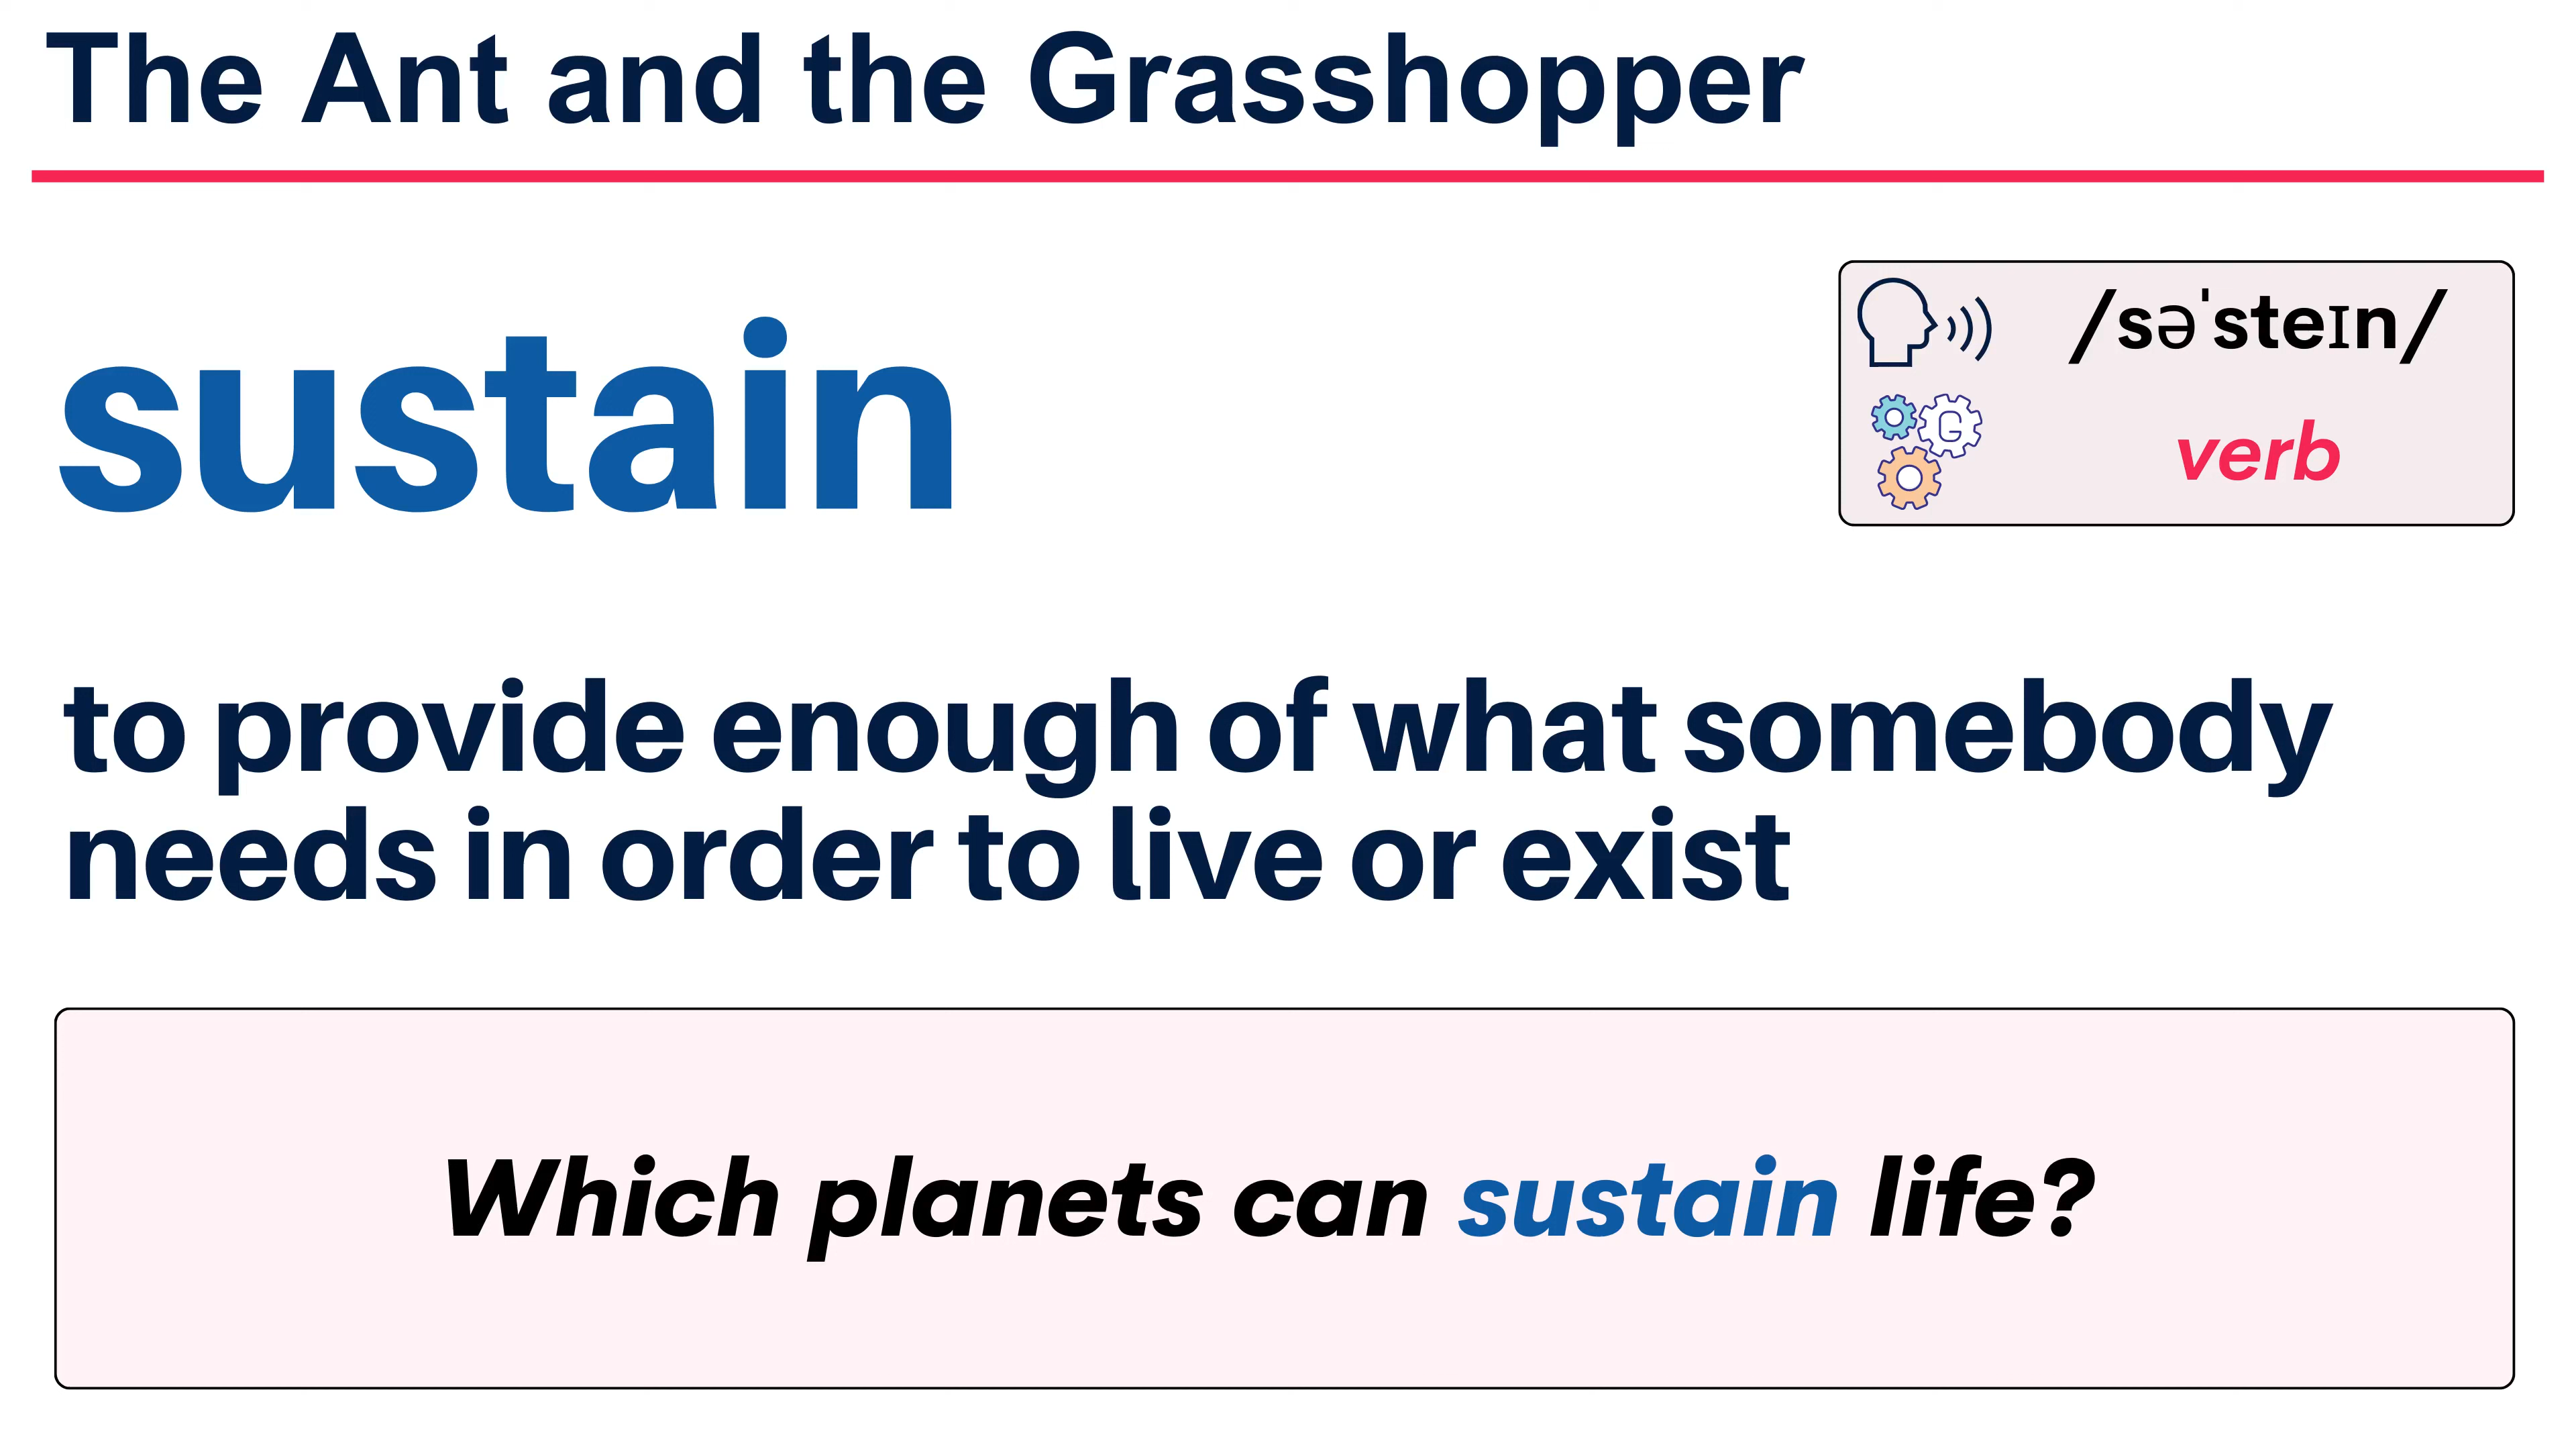 The Ant and the Grasshopper
sustain
/səˈsteɪn/
G
verb
to provide enough of what somebody
needs in order to live or exist
Which planets can sustain life?